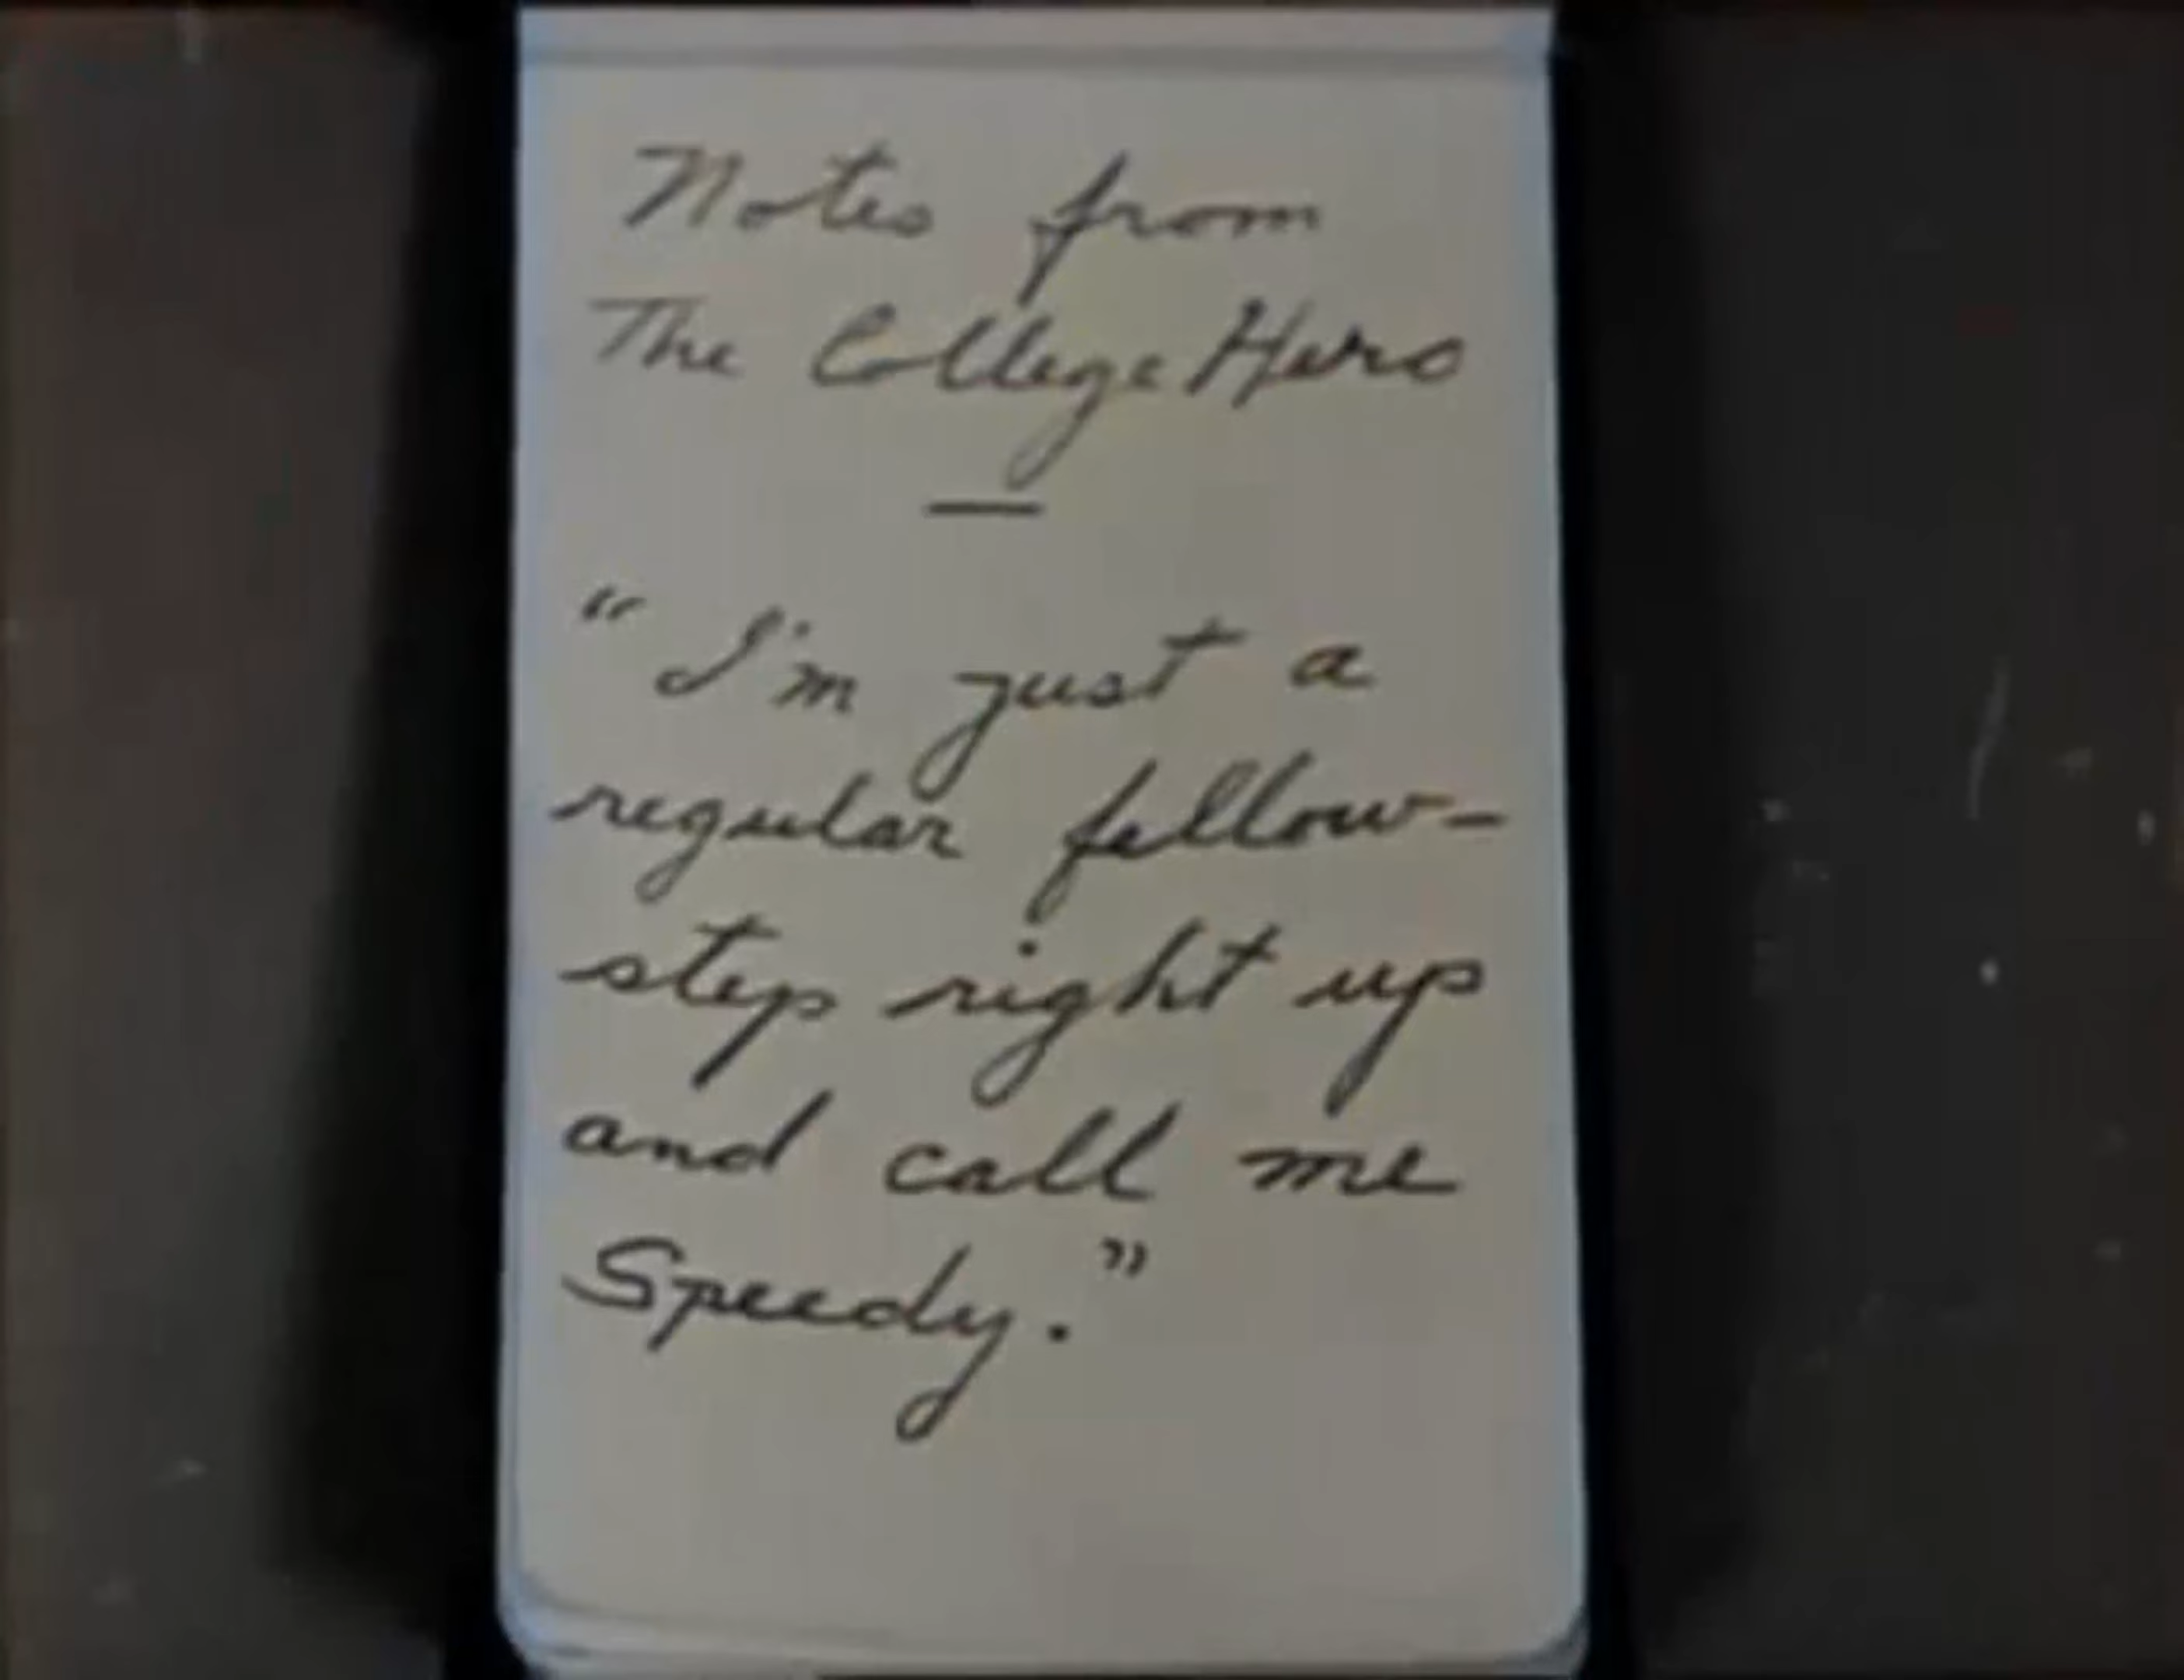 Notes from
The College Hero
—
" I'm just a
regular fellow-
step right up
and call me
Speedy."